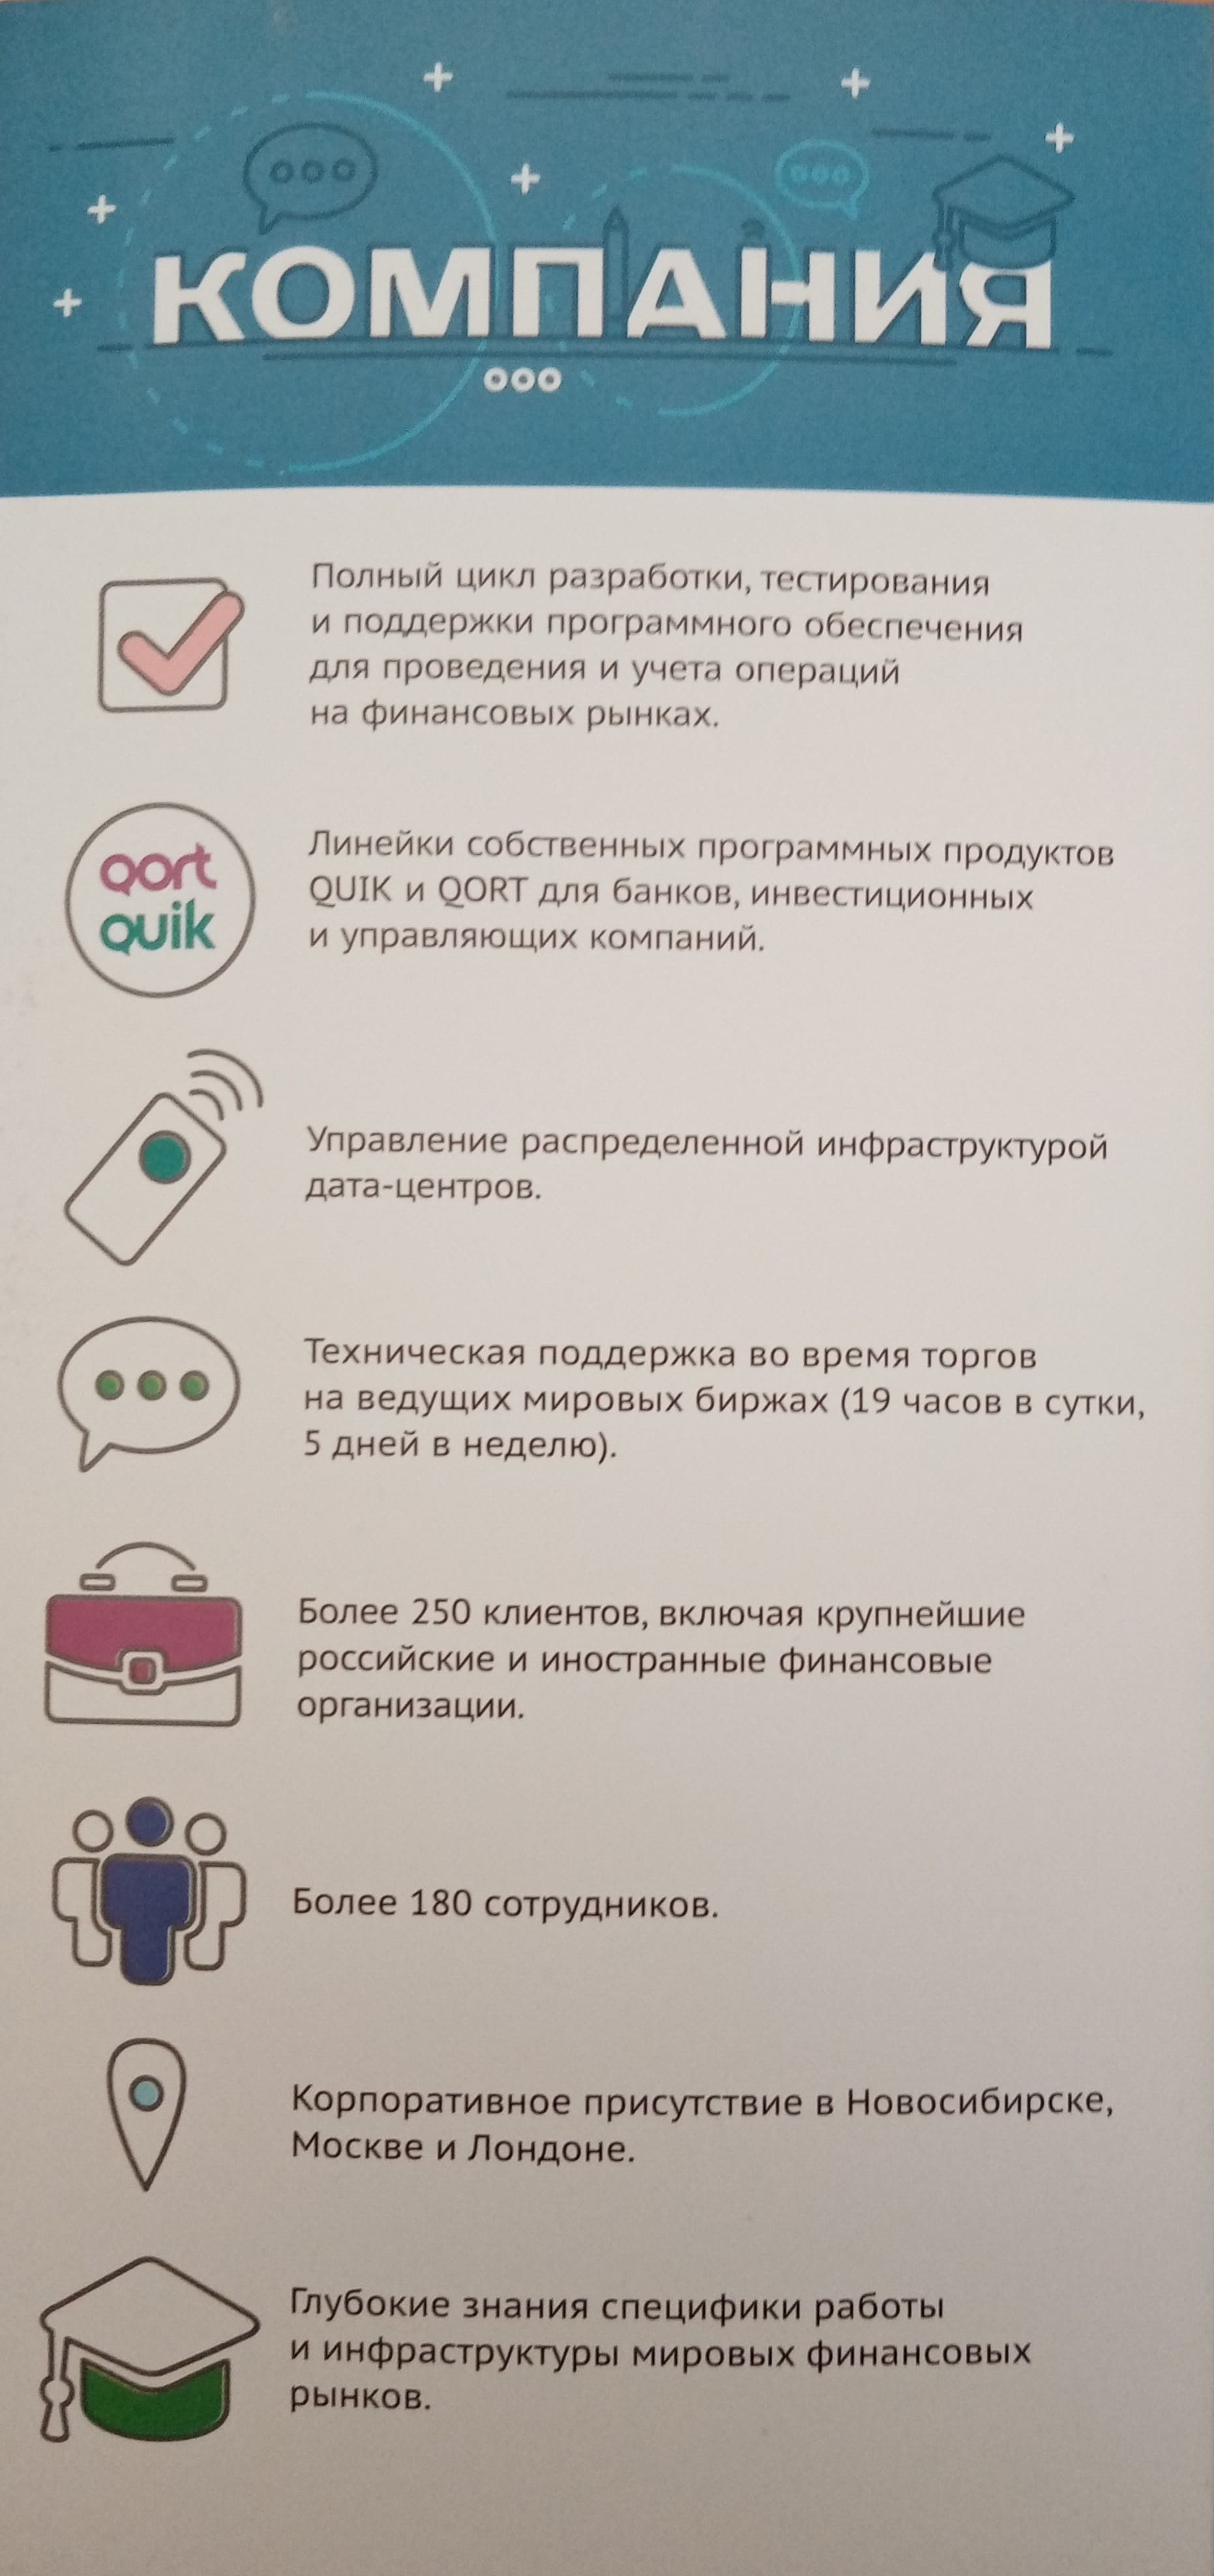 КОМПАНИЯ
Полный цикл разработки, тестирования
и поддержки программного обеспечения
для проведения и учета операций
на финансовых рынках.
qort
quik
Линейки собственных программных продуктов
QUIK и QORT для банков, инвестиционных
и управляющих компаний.
Управление распределенной инфраструктурой
дата-центров.
Техническая поддержка во время торгов
на ведущих мировых биржах (19 часов в сутки,
5 дней в неделю).
Более 250 клиентов, включая крупнейшие
российские и иностранные финансовые
организации.
Более 180 сотрудников.
Корпоративное присутствие в Новосибирске,
Москве и Лондоне.
Глубокие знания специфики работы
и инфраструктуры мировых финансовых
рынков.